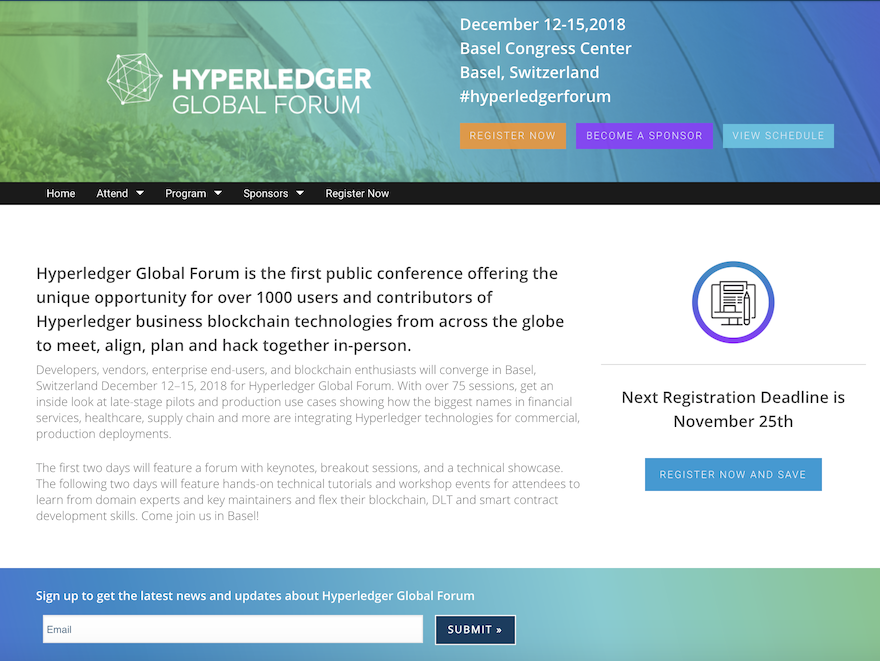 HYPERLEDGER
GLOBAL FORUM
December 12-15,2018
Basel Congress Center
Basel, Switzerland
#hyperledgerforum
REGISTER NOW
BECOME A SPONSOR
VIEW SCHEDULE
Home Attend Program Sponsors Register Now
Hyperledger Global Forum is the first public conference offering the
unique opportunity for over 1000 users and contributors of
Hyperledger business blockchain technologies from across the globe
to meet, align, plan and hack together in-person.
Developers, vendors, enterprise end-users, and blockchain enthusiasts will converge in Basel,
Switzerland December 12–15, 2018 for Hyperledger Global Forum. With over 75 sessions, get an
inside look at late-stage pilots and production use cases showing how the biggest names in financial
services, healthcare, supply chain and more are integrating Hyperledger technologies for commercial,
production deployments.
The first two days will feature a forum with keynotes, breakout sessions, and a technical showcase.
The following two days will feature hands-on technical tutorials and workshop events for attendees to
learn from domain experts and key maintainers and flex their blockchain, DLT and smart contract
development skills. Come join us in Basel!
Next Registration Deadline is
November 25th
REGISTER NOW AND SAVE
Sign up to get the latest news and updates about Hyperledger Global Forum
Email
SUBMIT »